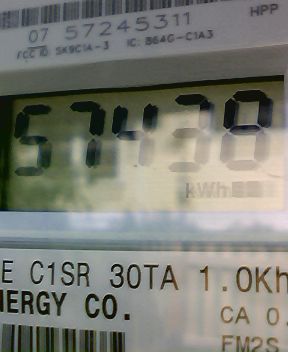 HPP
07 57245311
FCC ID SK9C1A-3 IC: 864G-C1A3
57438
kWh
E C1SR 30TA 1.0Kh
NERGY CO.
CA 0.
FM2S